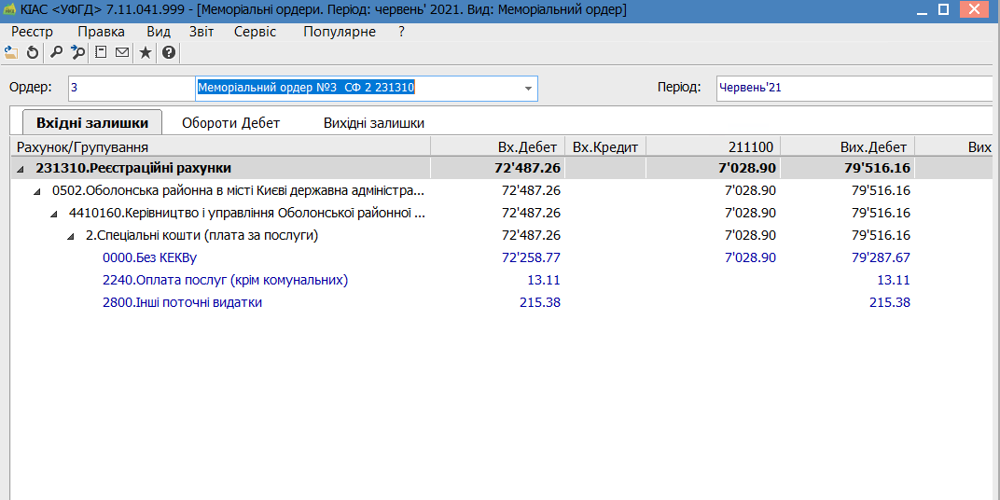 КІАС <УФГД> 7.11.041.999 - [Меморіальні ордери. Період: червень' 2021. Вид: Меморіальний ордер]
Реєстр Правка Вид Звіт Сервіс Популярне ?
Ордер: 3 Меморіальний ордер №3 СФ 2 231310 Період: Червень'21
Вхідні залишки Обороти Дебет Вихідні залишки
Рахунок/Групування Вх.Дебет Вх.Кредит 211100 Вих.Дебет Вих
231310.Реєстраційні рахунки 72'487.26 7'028.90 79'516.16
0502.Оболонська районна в місті Києві державна адміністра... 72'487.26 7'028.90 79'516.16
4410160.Керівництво і управління Оболонської районної ... 72'487.26 7'028.90 79'516.16
2.Спеціальні кошти (плата за послуги) 72'487.26 7'028.90 79'516.16
0000.Без КЕКВу 72'258.77 7'028.90 79'287.67
2240.Оплата послуг (крім комунальних) 13.11 13.11
2800.Інші поточні видатки 215.38 215.38